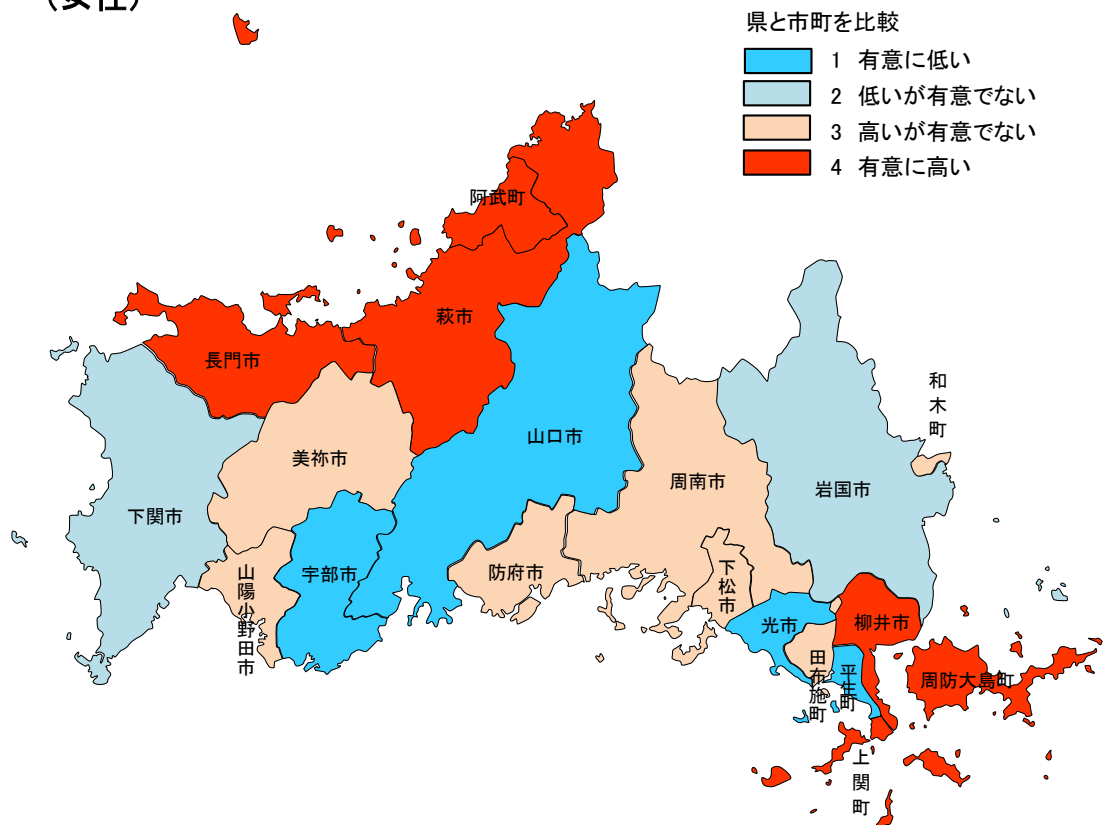 (女性)
県と市町を比較
1 有意に低い
2 低いが有意でない
3 高いが有意でない
4 有意に高い
阿武町
萩市
長門市
和木町
山口市
美祢市
周南市
岩国市
下関市
防府市
宇部市
山陽小野田市
下松市
光市
柳井市
田布施町
平生町
周防大島町
上関町